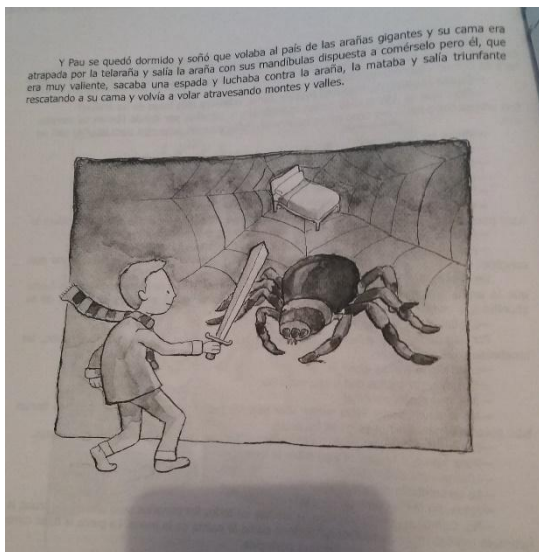 Y Pau se quedó dormido y soñó que volaba al país de las arañas gigantes y su cama era
atrapada por la telaraña y salía la araña con sus mandíbulas dispuesta a comérselo pero él, que
era muy valiente, sacaba una espada y luchaba contra la araña, la mataba y salía triunfante
rescatando a su cama y volvía a volar atravesando montes y valles.